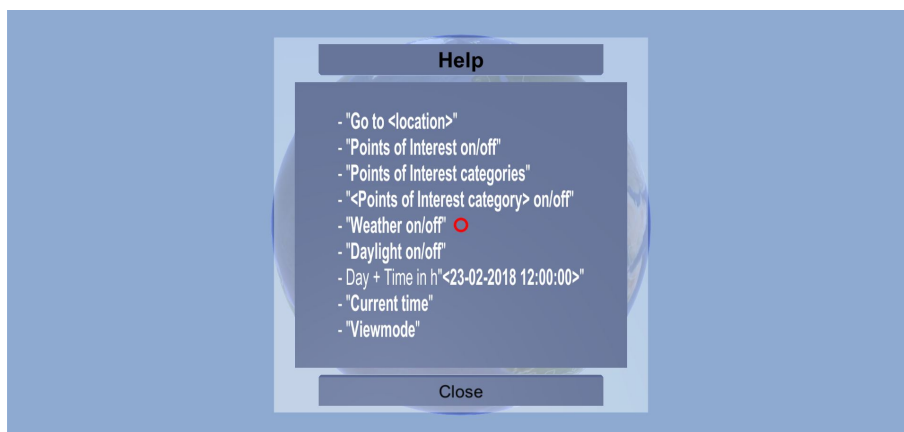 Help
- "Go to <location>"
- "Points of Interest on/off"
- "Points of Interest categories"
- "<Points of Interest category> on/off"
- "Weather on/off"
- "Daylight on/off"
- Day + Time in h"<23-02-2018 12:00:00>"
- "Current time"
- "Viewmode"
Close